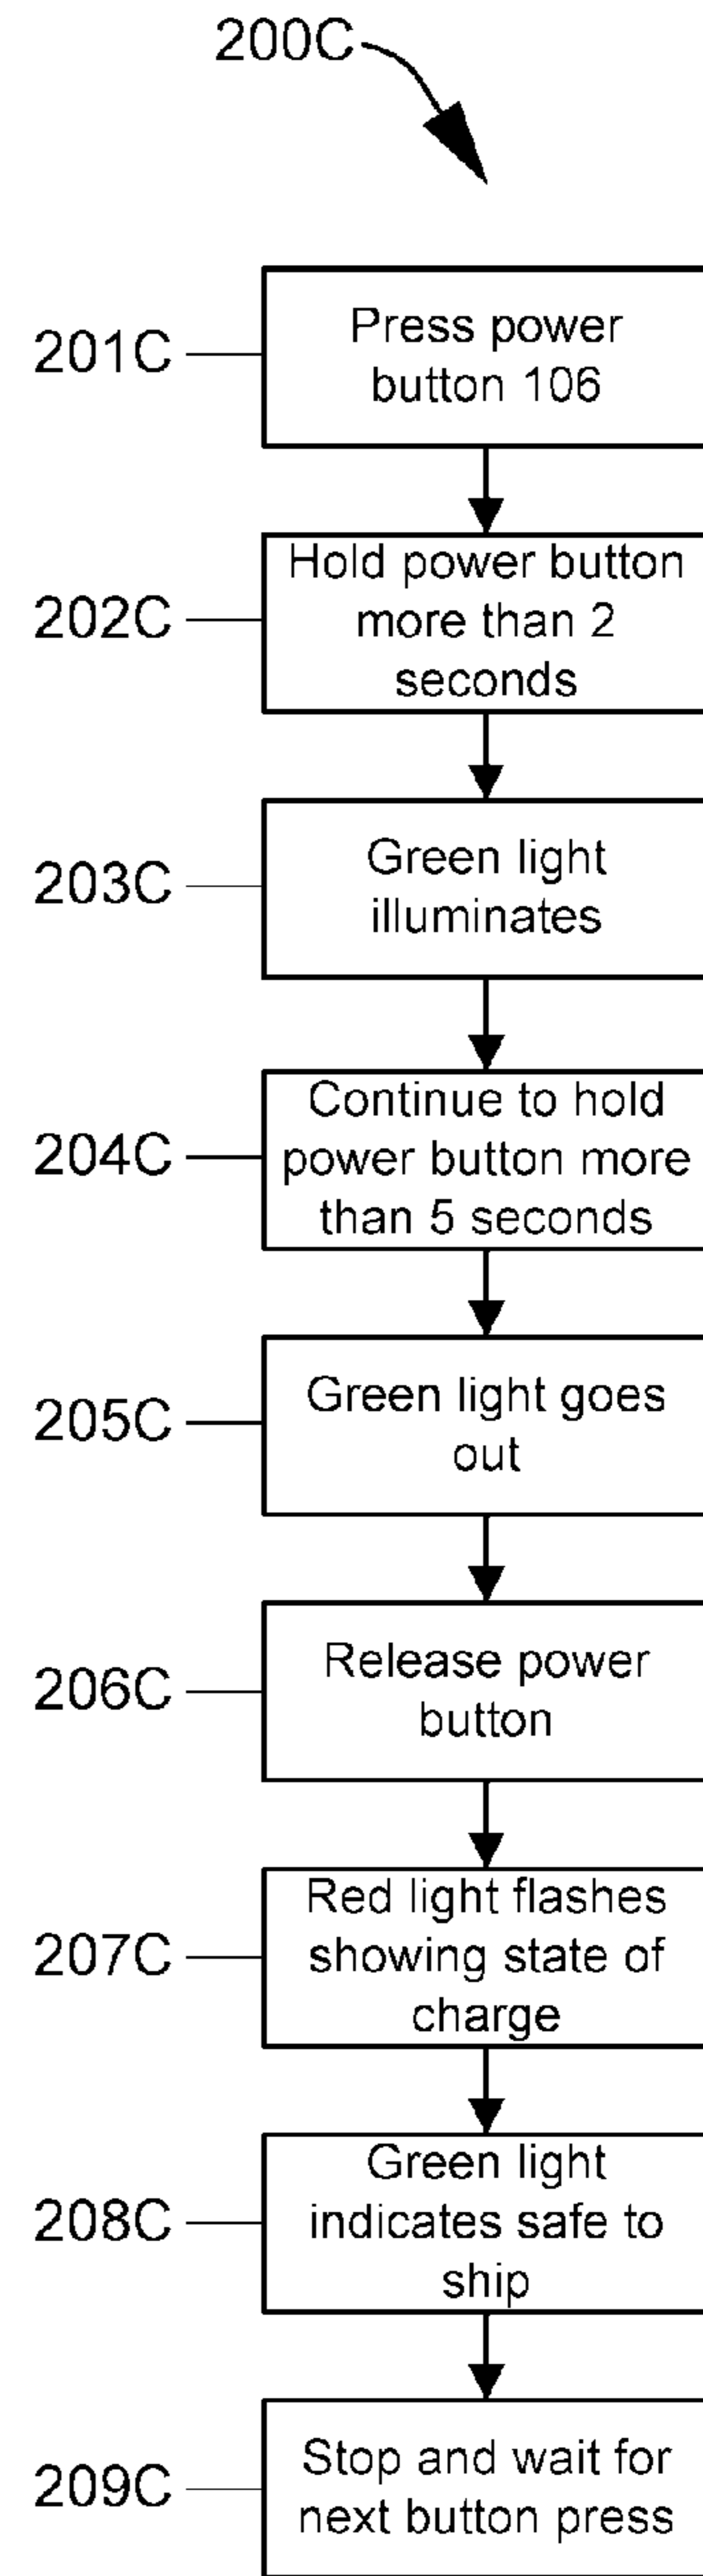 200C
201C
Press power
button 106
202C
Hold power button
more than 2
seconds
203C
Green light
illuminates
204C
Continue to hold
power button more
than 5 seconds
205C
Green light goes
out
206C
Release power
button
207C
Red light flashes
showing state of
charge
208C
Green light
indicates safe to
ship
209C
Stop and wait for
next button press